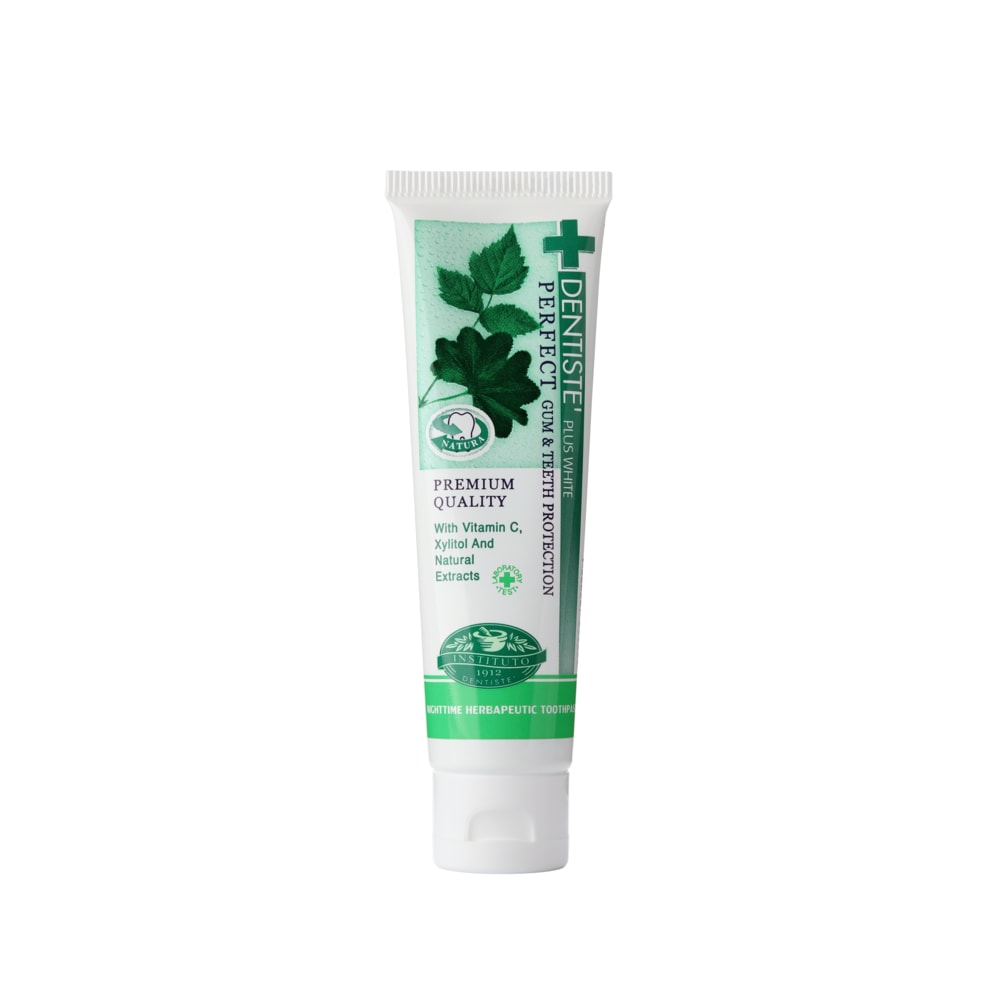 DENTISTE' PLUS WHITE
PERFECT GUM & TEETH PROTECTION
NATURA
PREMIUM
QUALITY
With Vitamin C,
Xylitol And
Natural
Extracts
LABORATORY
TEST
INSTITUTO
1912
DENTISTE'
NIGHTTIME HERBAPEUTIC TOOTHPAS